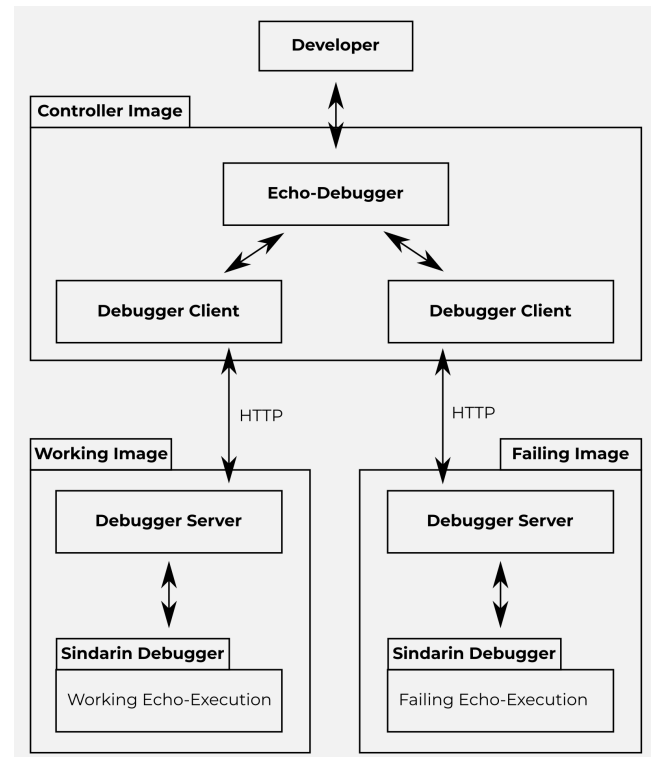 Developer
Controller Image
Echo-Debugger
Debugger Client
Debugger Client
HTTP
HTTP
Working Image
Failing Image
Debugger Server
Debugger Server
Sindarin Debugger
Sindarin Debugger
Working Echo-Execution
Failing Echo-Execution